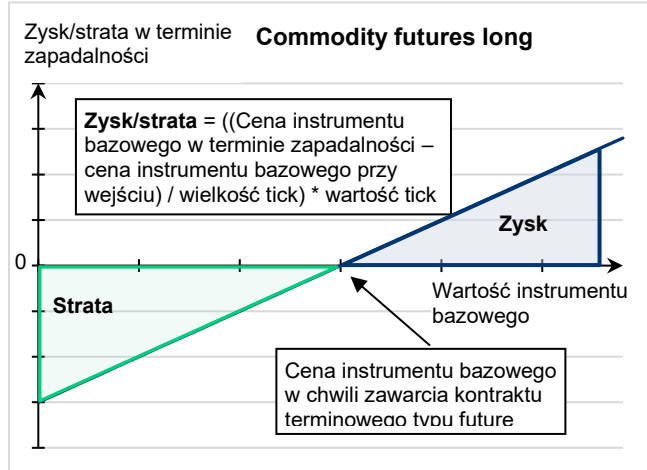 Zysk/strata w terminie
zapadalności
Commodity futures long
Zysk/strata = ((Cena instrumentu
bazowego w terminie zapadalności –
cena instrumentu bazowego przy
wejściu) / wielkość tick) * wartość tick
Zysk
0
Strata
Wartość instrumentu
bazowego
Cena instrumentu bazowego
w chwili zawarcia kontraktu
terminowego typu future